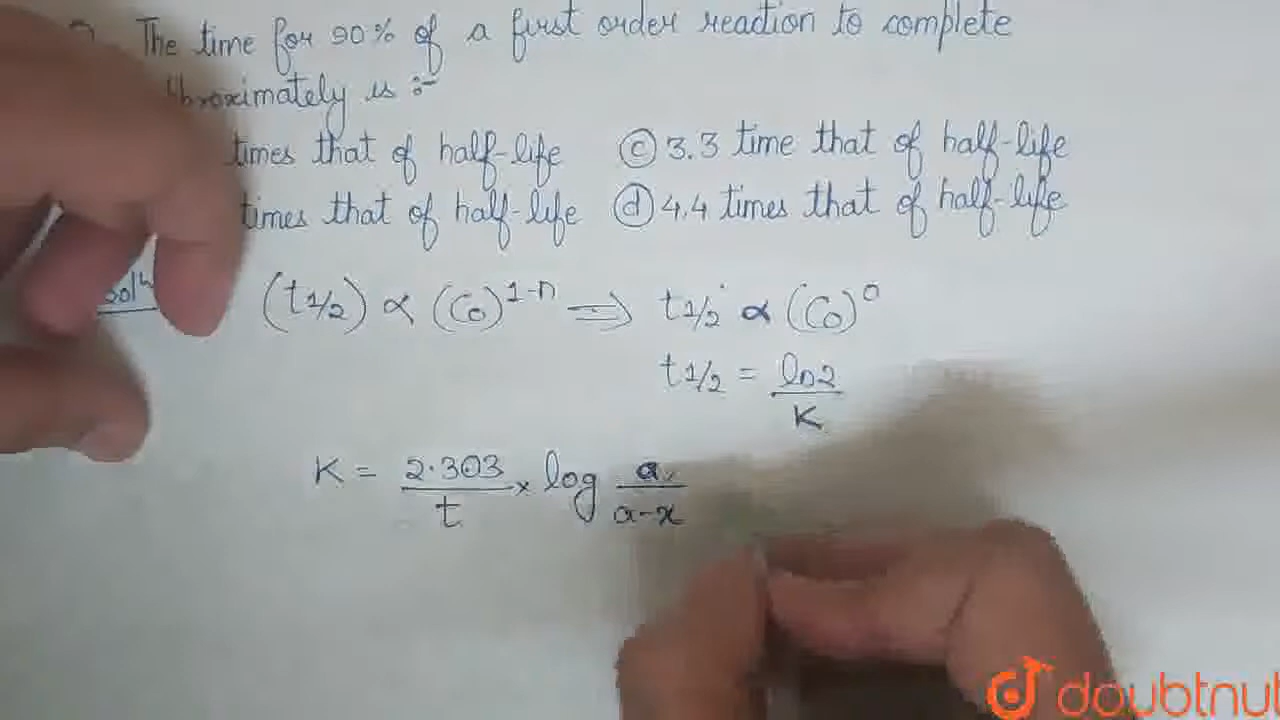 The time for 90% of a first order reaction to complete
approximately is :-
times that of half-life ⓒ 3.3 time that of half-life
times that of half-life ⓓ 4.4 times that of half-life
Solⁿ (t1/2) ∝ (C₀)^{1-n} ⇒ t1/2 ∝ (C₀)⁰
t1/2 = ln2/K
K = 2.303/t × log a/a-x
doubtnut